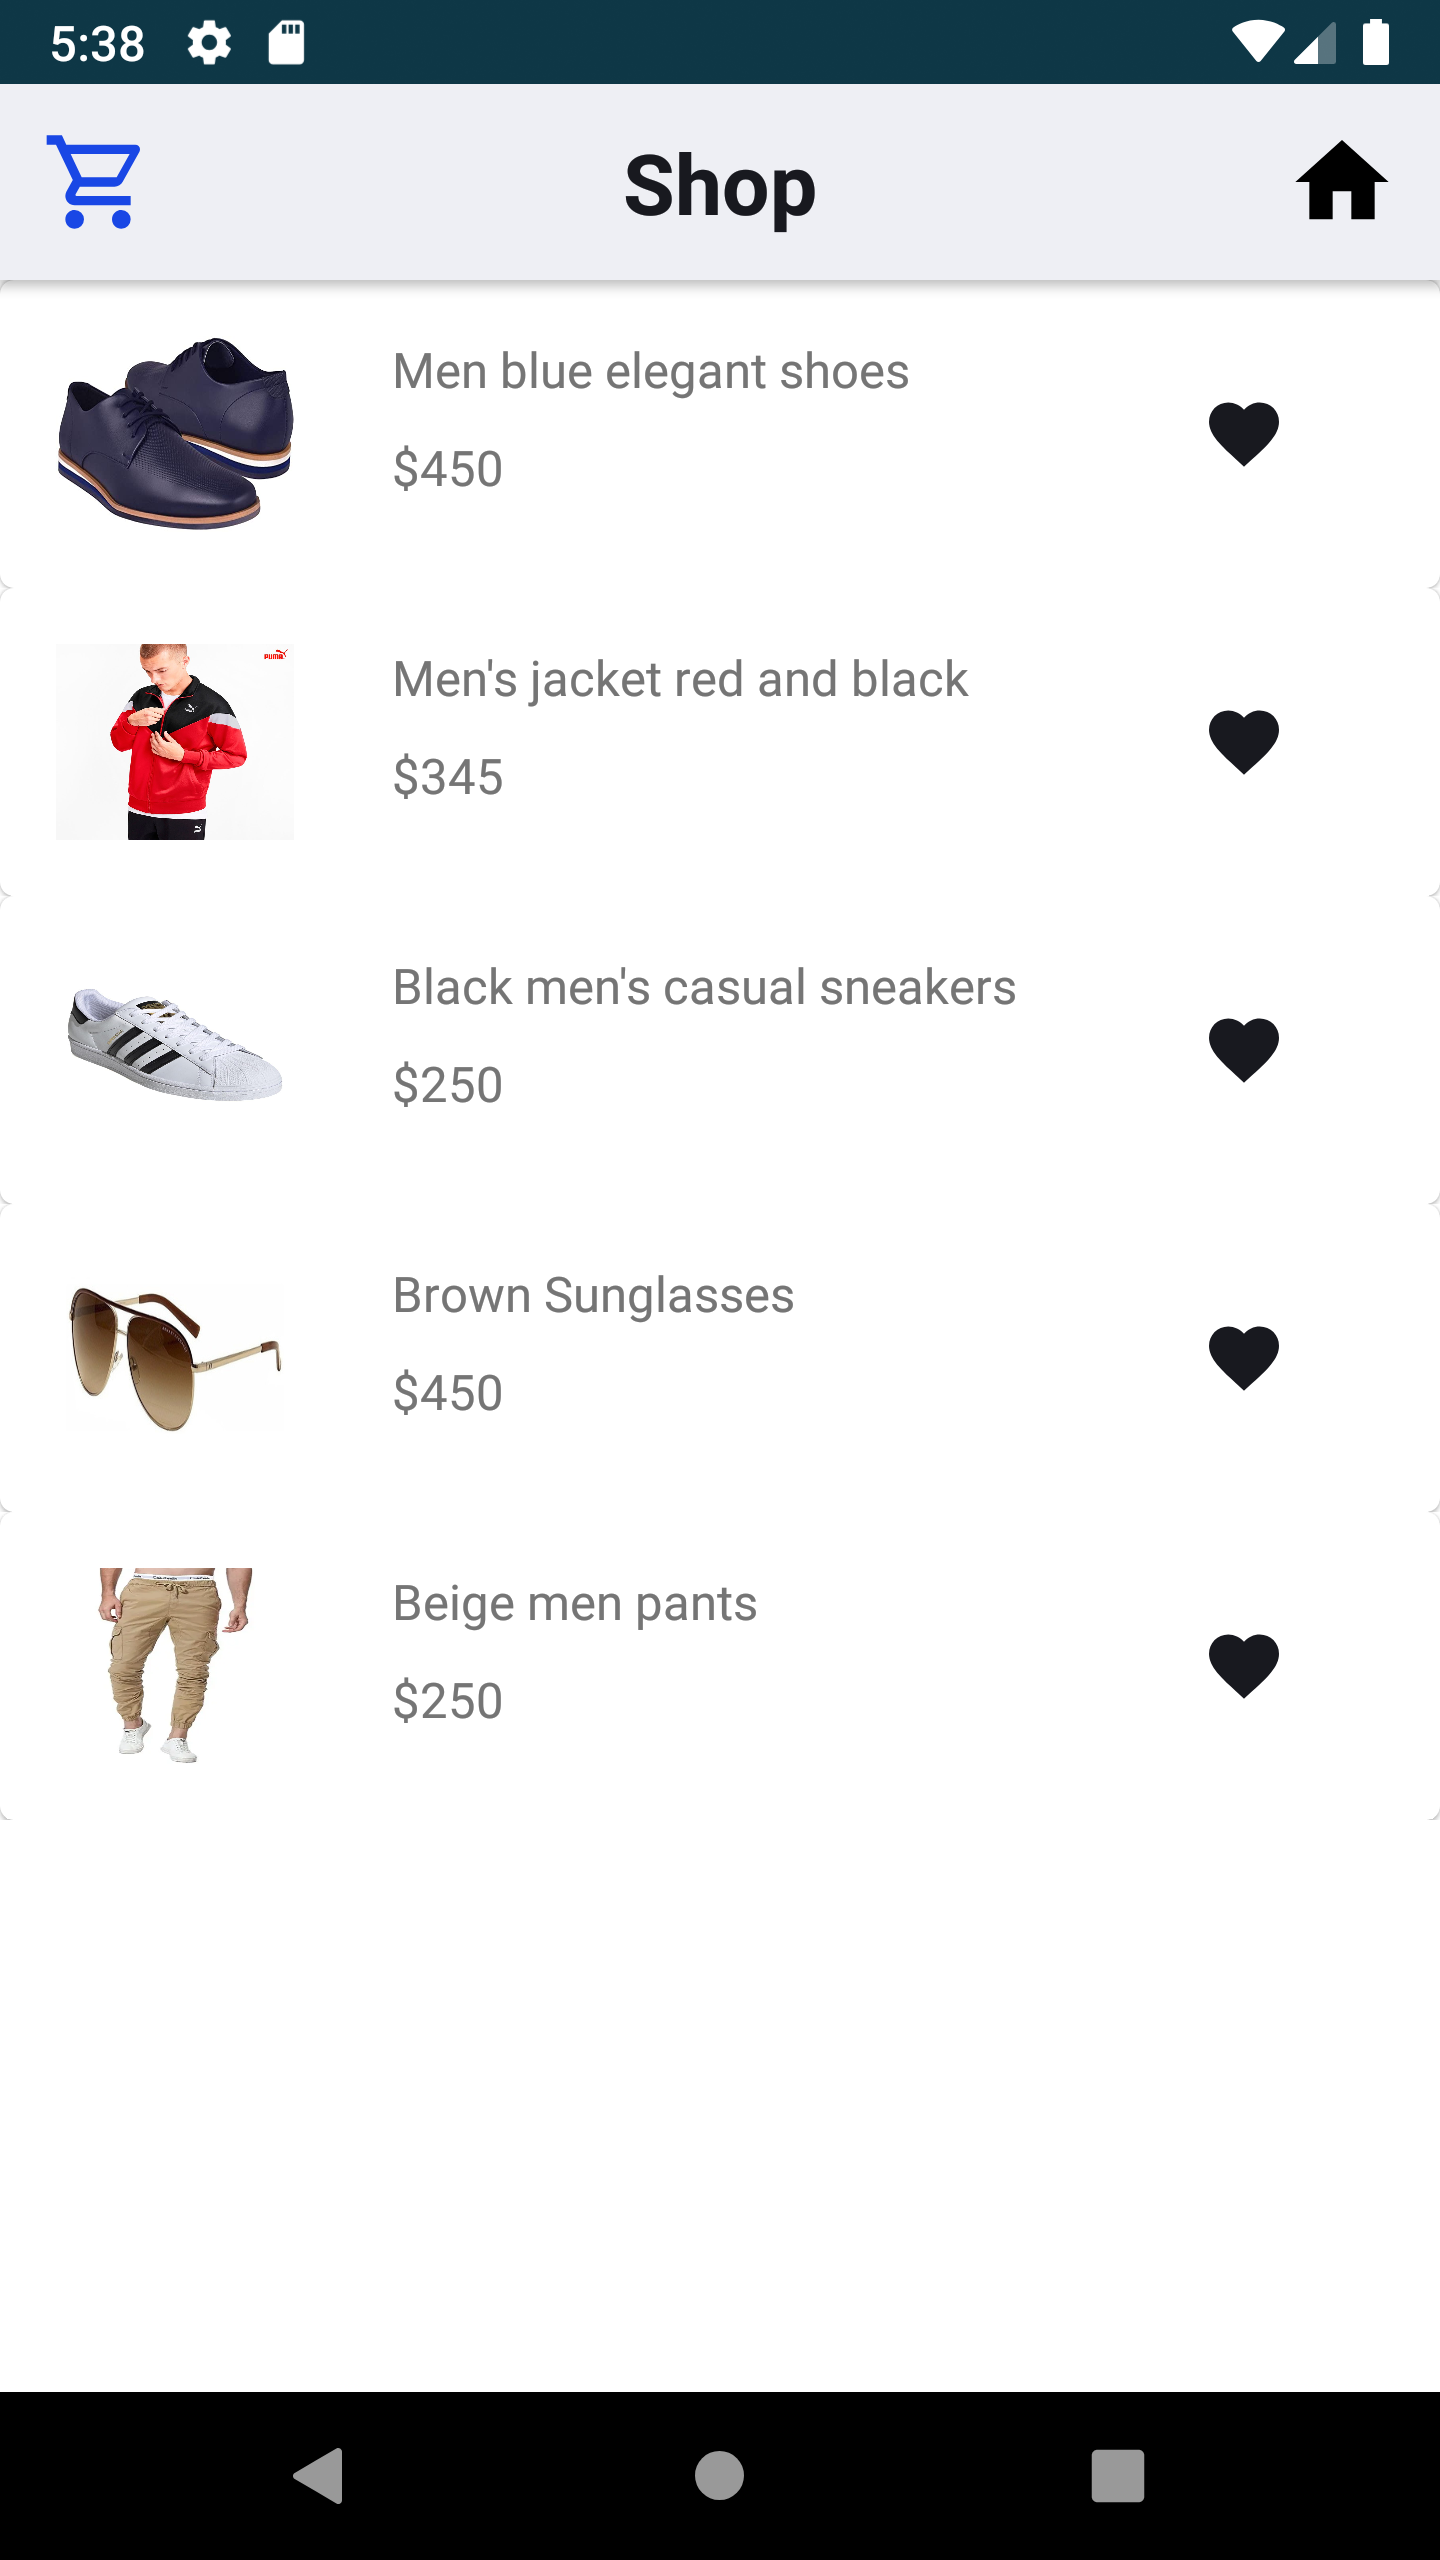 5:38
Shop
Men blue elegant shoes
$450
PUMA
Men's jacket red and black
$345
Black men's casual sneakers
$250
Brown Sunglasses
$450
Beige men pants
$250